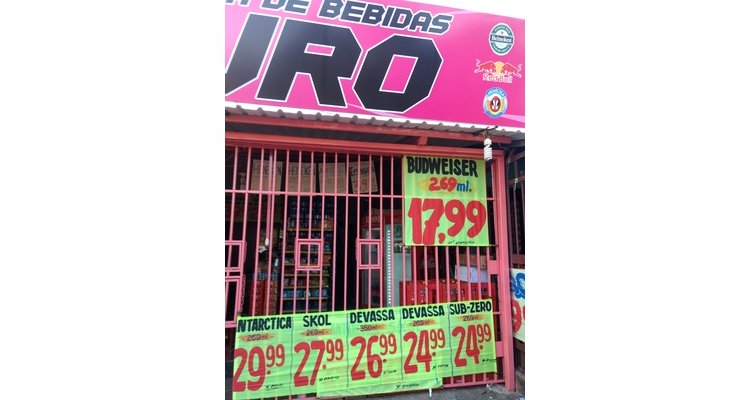 DE BEBIDAS
URO
Heineken
Red Bull
BUDWEISER
269ml.
17,99
ANTARCTICA
269ml
29,99
SKOL
269ml
27,99
DEVASSA
350ml
26,99
DEVASSA
269ml
24,99
SUB-ZERO
269ml
24,99